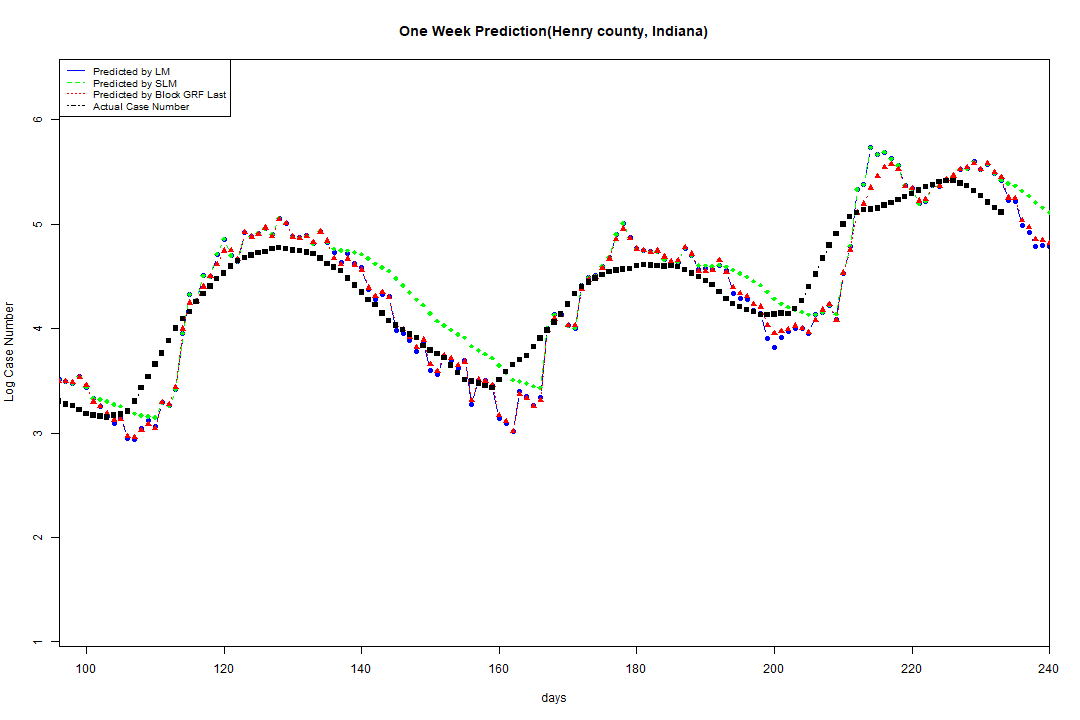 One Week Prediction(Henry county, Indiana)
Predicted by LM
Predicted by SLM
Predicted by Block GRF Last
Actual Case Number
Log Case Number
6
5
4
3
2
1
100 120 140 160 180 200 220 240
days